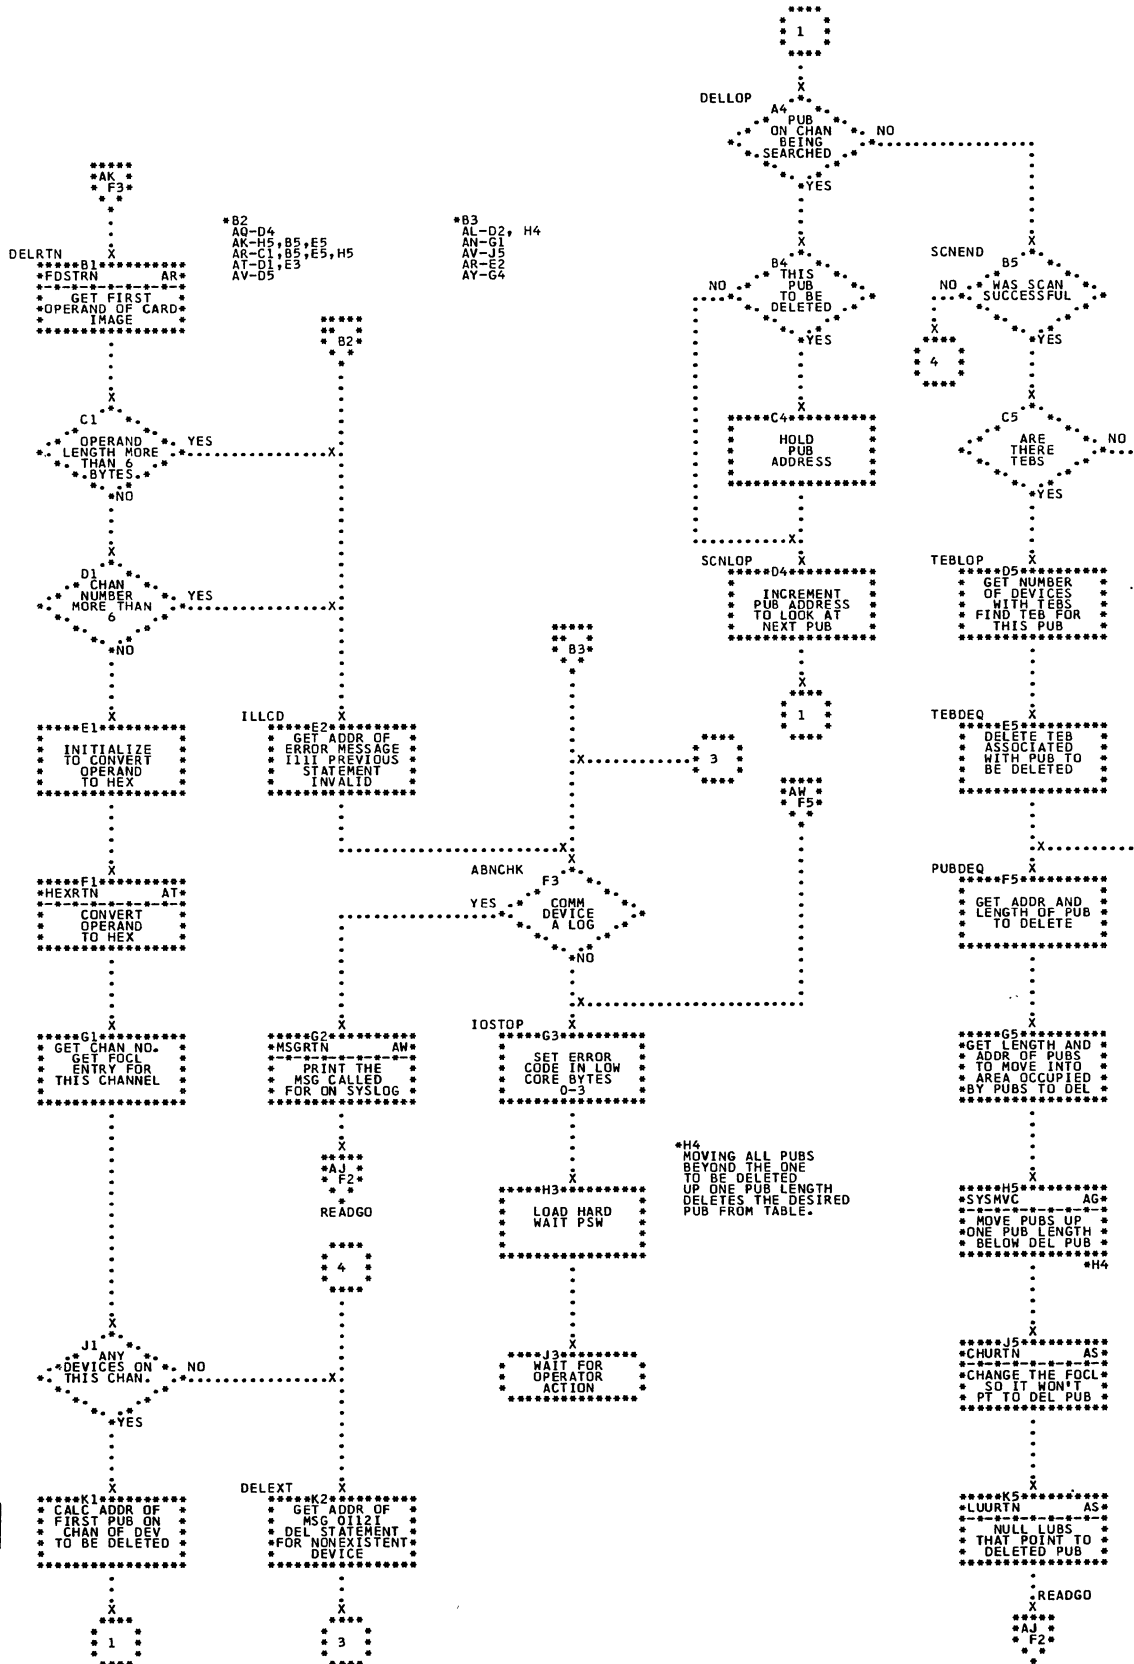 AK
F3
DELRTN
B1
FDSTRN AR
GET FIRST
OPERAND OF CARD
IMAGE
C1
OPERAND
LENGTH MORE
THAN 6
BYTES
YES
NO
D1
CHAN
NUMBER
MORE THAN
6
YES
NO
E1
INITIALIZE
TO CONVERT
OPERAND
TO HEX
F1
HEXRTN AT
CONVERT
OPERAND
TO HEX
G1
GET CHAN NO.
GET FOCL
ENTRY FOR
THIS CHANNEL
J1
ANY
DEVICES ON
THIS CHAN.
NO
YES
K1
CALC ADDR OF
FIRST PUB ON
CHAN OF DEV
TO BE DELETED
1
*B2
AQ-D4
AK-H5,B5,E5
AR-C1,B5,E5,H5
AT-D1,E3
AV-D5
B2
ILLCD
E2
GET ADDR OF
ERROR MESSAGE
I11I PREVIOUS
STATEMENT
INVALID
G2
MSGRTN AW
PRINT THE
MSG CALLED
FOR ON SYSLOG
AJ
F2
READGO
4
DELEXT
K2
GET ADDR OF
MSG 0I12I
DEL STATEMENT
FOR NONEXISTENT
DEVICE
3
*B3
AL-D2, H4
AN-G1
AV-J5
AR-E2
AY-G4
B3
3
ABNCHK
F3
COMM
DEVICE
A LOG
YES
NO
AW
F5
IOSTOP
G3
SET ERROR
CODE IN LOW
CORE BYTES
0-3
H3
LOAD HARD
WAIT PSW
J3
WAIT FOR
OPERATOR
ACTION
*H4
MOVING ALL PUBS
BEYOND THE ONE
TO BE DELETED
UP ONE PUB LENGTH
DELETES THE DESIRED
PUB FROM TABLE.
1
DELLOP
A4
PUB
ON CHAN
BEING
SEARCHED
NO
YES
B4
THIS
PUB
TO BE
DELETED
NO
YES
C4
HOLD
PUB
ADDRESS
SCNLOP
D4
INCREMENT
PUB ADDRESS
TO LOOK AT
NEXT PUB
1
SCNEND
B5
WAS SCAN
SUCCESSFUL
NO
YES
4
C5
ARE
THERE
TEBS
NO
YES
TEBLOP
D5
GET NUMBER
OF DEVICES
WITH TEBS
FIND TEB FOR
THIS PUB
TEBDEQ
E5
DELETE TEB
ASSOCIATED
WITH PUB TO
BE DELETED
PUBDEQ
F5
GET ADDR AND
LENGTH OF PUB
TO DELETE
G5
GET LENGTH AND
ADDR OF PUBS
TO MOVE INTO
AREA OCCUPIED
BY PUBS TO DEL
H5
SYSMVC AG
MOVE PUBS UP
ONE PUB LENGTH
BELOW DEL PUB
*H4
J5
CHURTN AS
CHANGE THE FOCL
SO IT WON'T
PT TO DEL PUB
K5
LUURTN AS
NULL LUBS
THAT POINT TO
DELETED PUB
READGO
AJ
F2